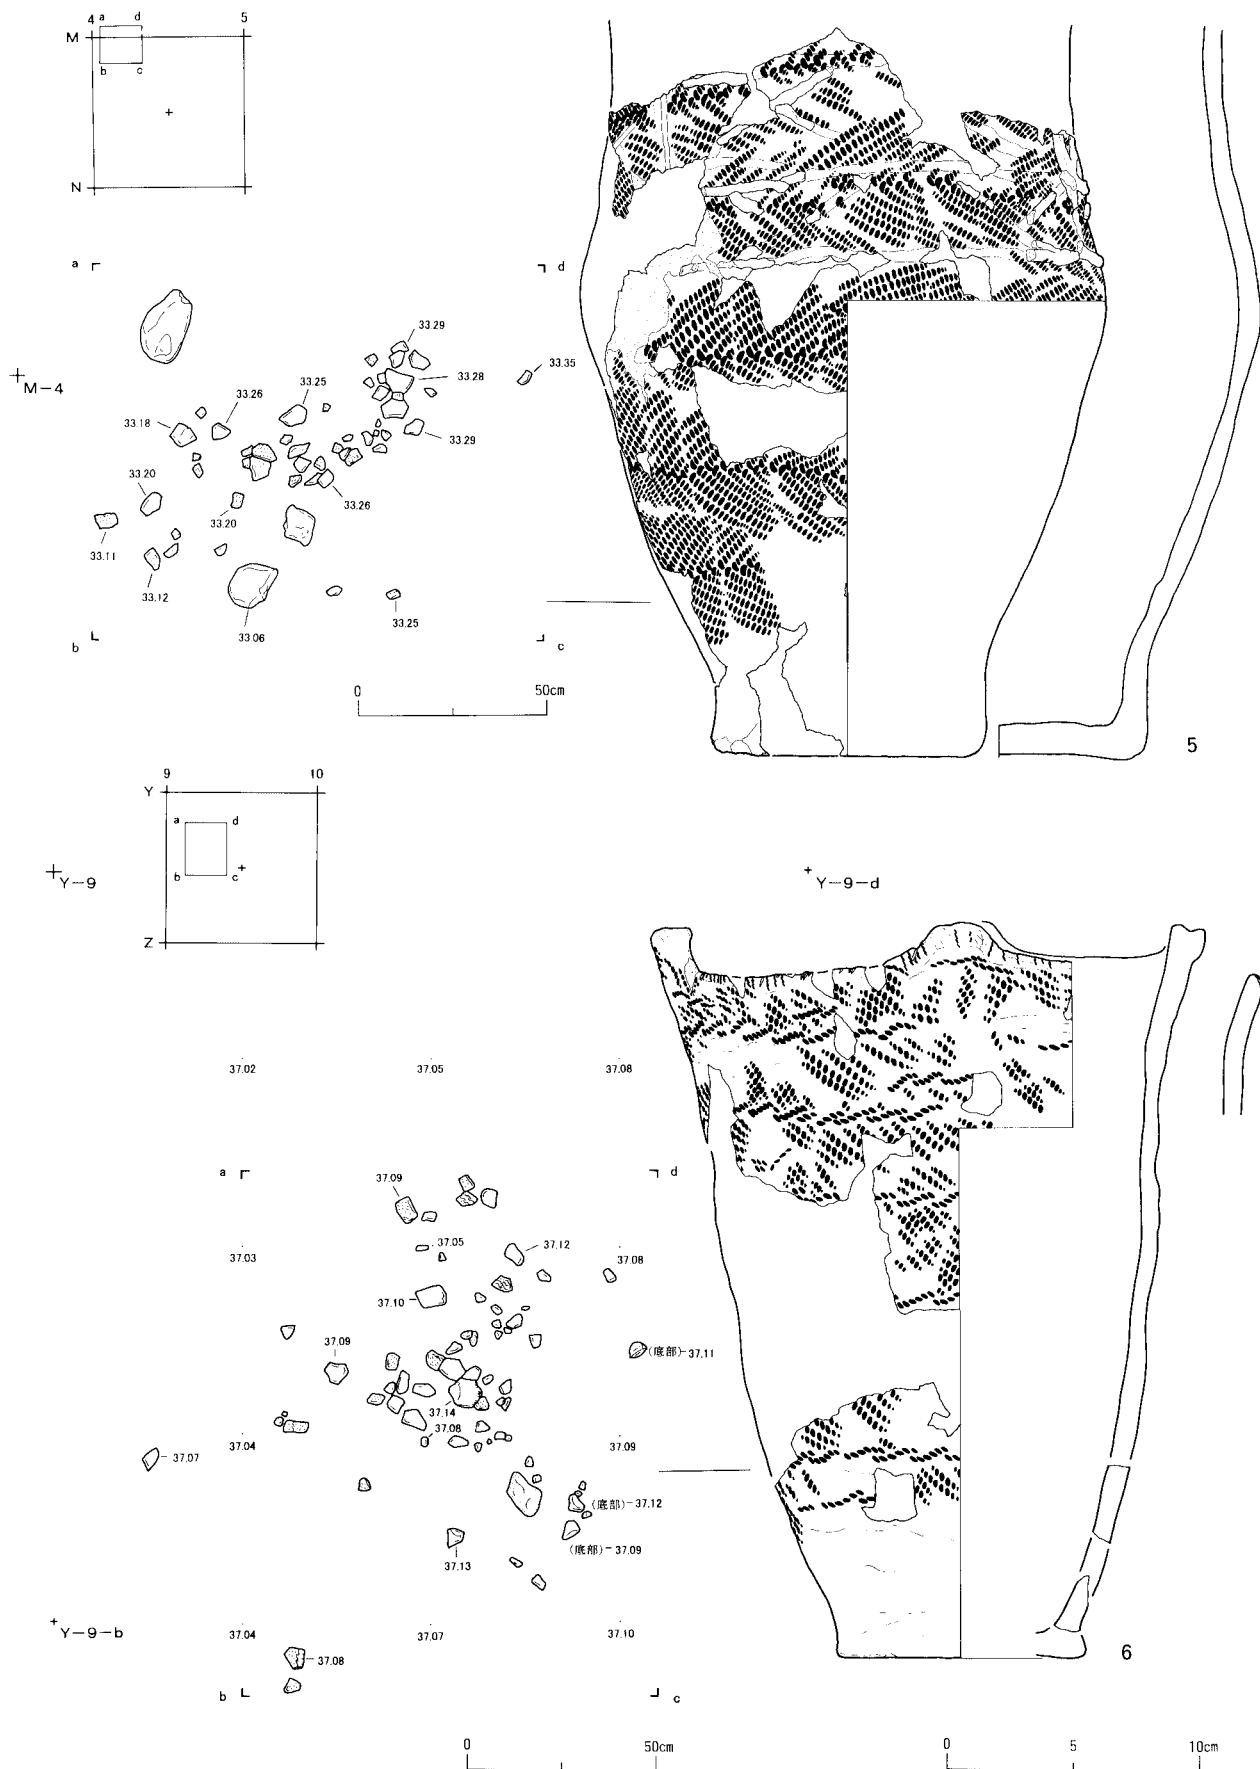 4 5
a d
M
b c
N
a d
33.29
33.35
M-4
33.28
33.26 33.25
33.18
33.29
33.20
33.20 33.26
33.11
33.12
33.06 33.25
b c
0 50cm
5
9 10
Y
a d
b c
Z
Y-9
Y-9-d
37.02 37.05 37.08
a d
37.09
37.05 37.12
37.03 37.08
37.10
37.09
(底部)-37.11
37.14
37.08
37.04 37.09
37.07
(底部)-37.12
(底部)-37.09
37.13
Y-9-b
37.04 37.07 37.10
37.08
b c
6
0 50cm
0 5 10cm